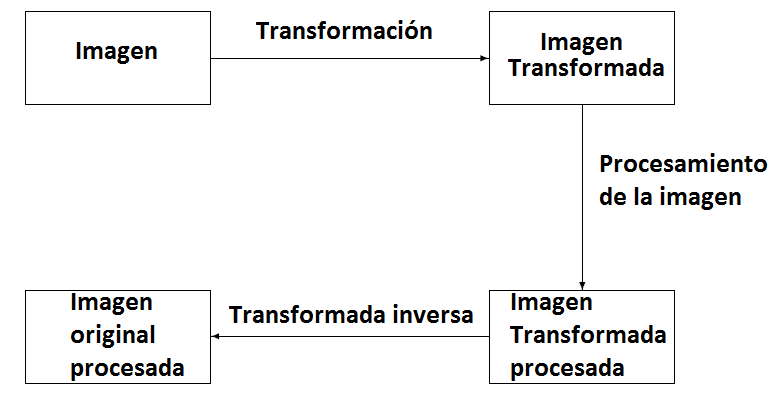 Imagen
Transformación
Imagen
Transformada
Procesamiento
de la imagen
Imagen
original
procesada
Transformada inversa
Imagen
Transformada
procesada